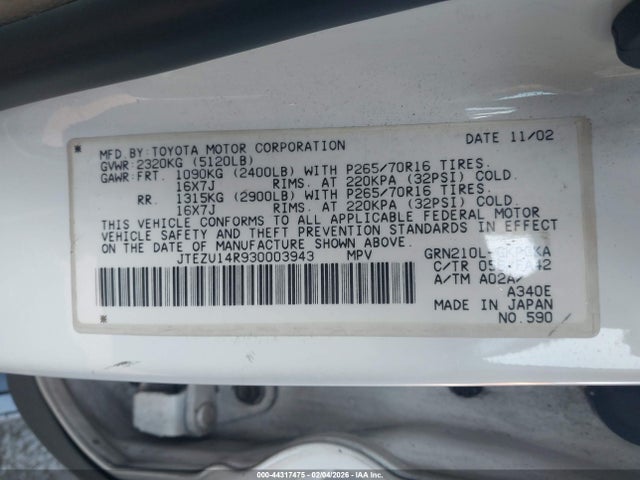 MFD.BY:TOYOTA MOTOR CORPORATION DATE 11/02
GVWR:2320KG (5120LB)
GAWR:FRT. 1090KG (2400LB) WITH P265/70R16 TIRES.
16X7J RIMS. AT 220KPA (32PSI) COLD.
RR. 1315KG (2900LB) WITH P265/70R16 TIRES.
16X7J RIMS. AT 220KPA (32PSI) COLD.
THIS VEHICLE CONFORMS TO ALL APPLICABLE FEDERAL MOTOR
VEHICLE SAFETY AND THEFT PREVENTION STANDARDS IN EFFECT
ON THE DATE OF MANUFACTURE SHOWN ABOVE.
JTEZU14R930003943 MPV
C/TR
A/TM A02A/
A340E
MADE IN JAPAN
NO.590
000-44317475 - 02/04/2026 - IAA, Inc.